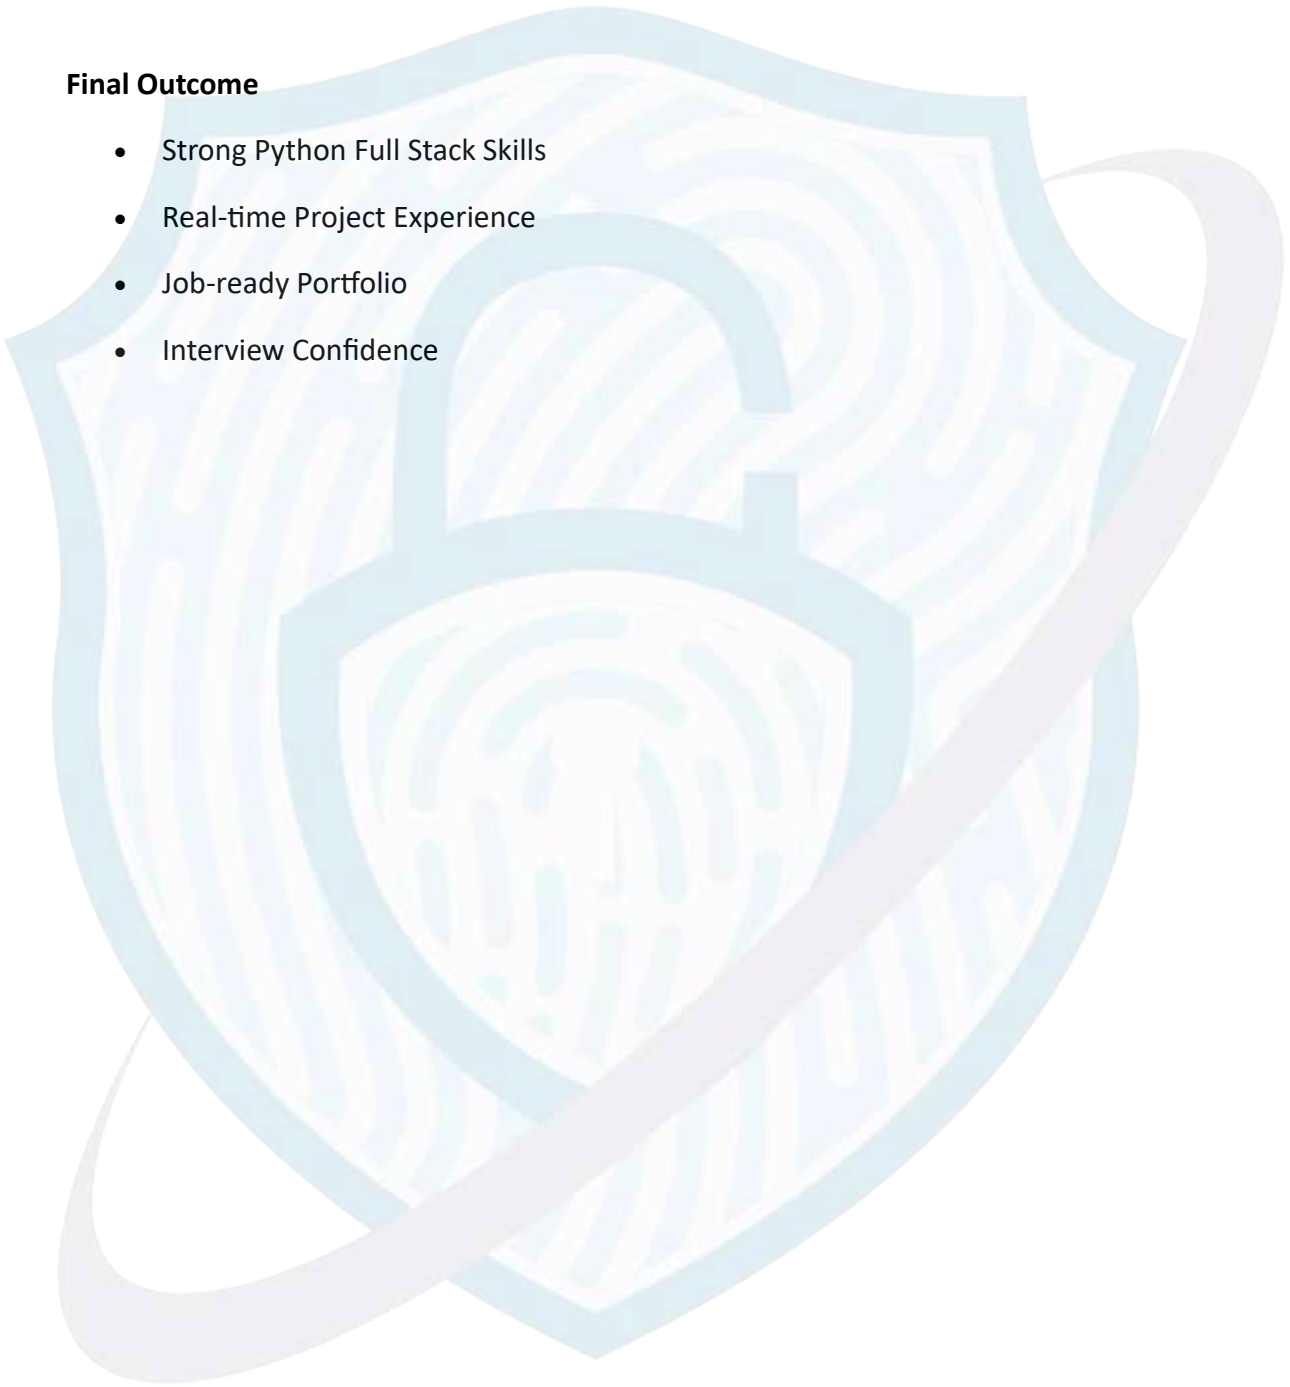 Final Outcome
• Strong Python Full Stack Skills
• Real-time Project Experience
• Job-ready Portfolio
• Interview Confidence